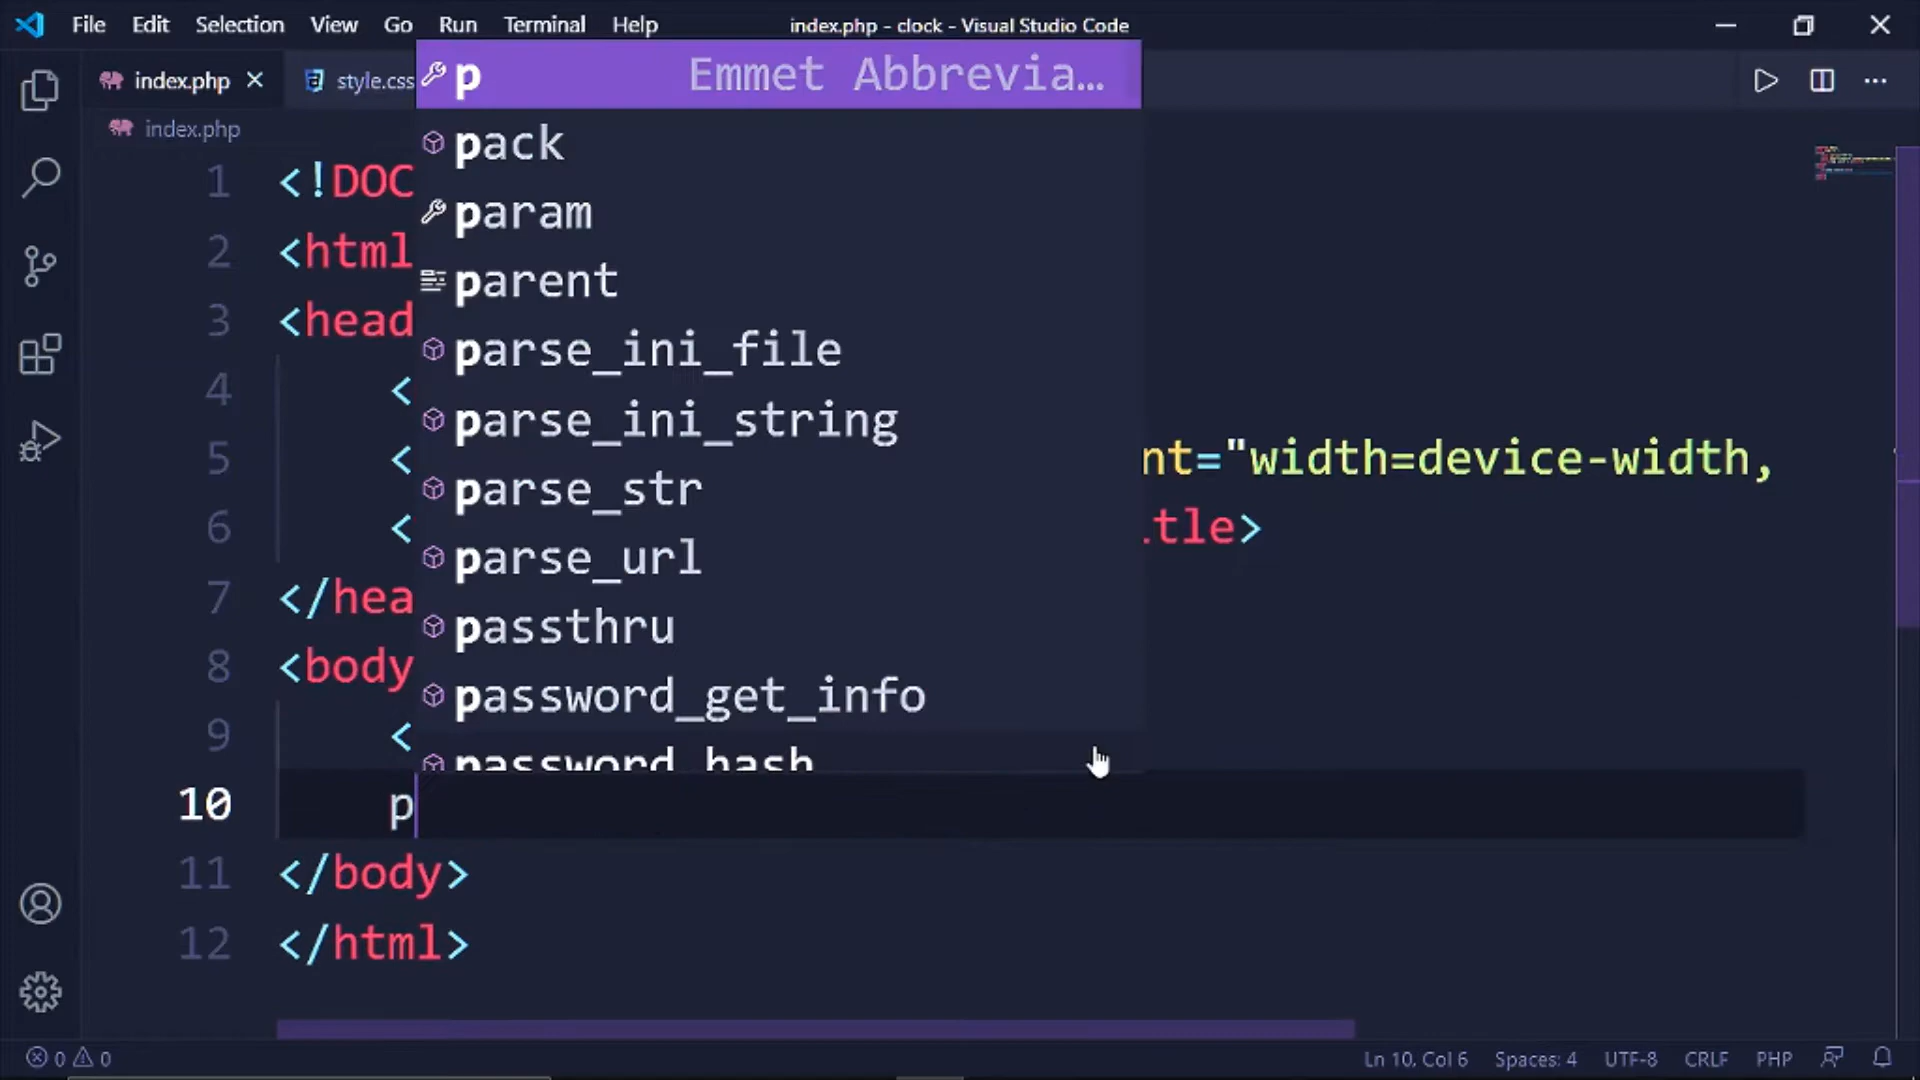 File Edit Selection View Go Run Terminal Help index.php - clock - Visual Studio Code
index.php style.css
p Emmet Abbrevia…
index.php
pack
1 <!DOC
param
2 <html
parent
3 <head
parse_ini_file
4 <
parse_ini_string
5 < nt="width=device-width,
parse_str
6 < tle>
parse_url
7 </hea
passthru
8 <body
password_get_info
9 <
password_hash
10 p
11 </body>
12 </html>
0 0 Ln 10, Col 6 Spaces: 4 UTF-8 CRLF PHP